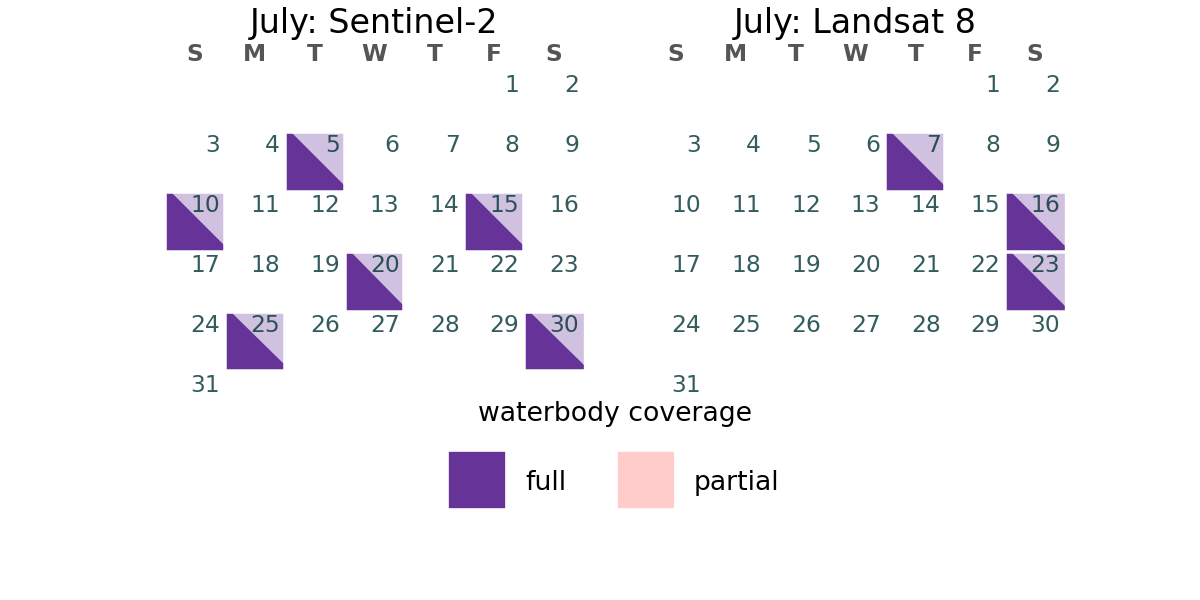 July: Sentinel-2
S M T W T F S
1 2
3 4 5 6 7 8 9
10 11 12 13 14 15 16
17 18 19 20 21 22 23
24 25 26 27 28 29 30
31
July: Landsat 8
S M T W T F S
1 2
3 4 5 6 7 8 9
10 11 12 13 14 15 16
17 18 19 20 21 22 23
24 25 26 27 28 29 30
31
waterbody coverage
full
partial